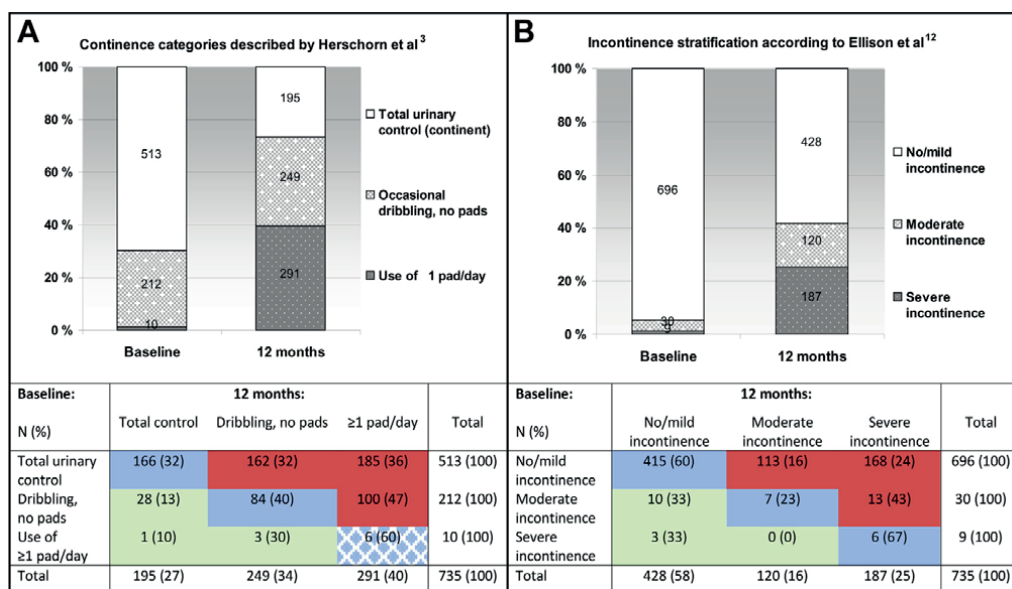 A
Continence categories described by Herschorn et al 3
100 %
80 %
60 %
40 %
20 %
0 %
513
212
10
195
249
291
Baseline
12 months
Total urinary
control (continent)
Occasional
dribbling, no pads
Use of 1 pad/day
Baseline: 12 months:
N (%) Total control Dribbling, no pads ≥1 pad/day Total
Total urinary
control 166 (32) 162 (32) 185 (36) 513 (100)
Dribbling,
no pads 28 (13) 84 (40) 100 (47) 212 (100)
Use of
≥1 pad/day 1 (10) 3 (30) 6 (60) 10 (100)
Total 195 (27) 249 (34) 291 (40) 735 (100)
B
Incontinence stratification according to Ellison et al 12
100 %
80 %
60 %
40 %
20 %
0 %
696
30
9
428
120
187
Baseline
12 months
No/mild
incontinence
Moderate
incontinence
Severe
incontinence
Baseline: 12 months:
N (%) No/mild incontinence Moderate incontinence Severe incontinence Total
No/mild
incontinence 415 (60) 113 (16) 168 (24) 696 (100)
Moderate
incontinence 10 (33) 7 (23) 13 (43) 30 (100)
Severe
incontinence 3 (33) 0 (0) 6 (67) 9 (100)
Total 428 (58) 120 (16) 187 (25) 735 (100)